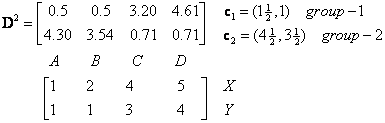 D² = [0.5 0.5 3.20 4.61] c₁ = (1½, 1) group − 1
[4.30 3.54 0.71 0.71] c₂ = (4½, 3½) group − 2
A B C D
[1 2 4 5] X
[1 1 3 4] Y